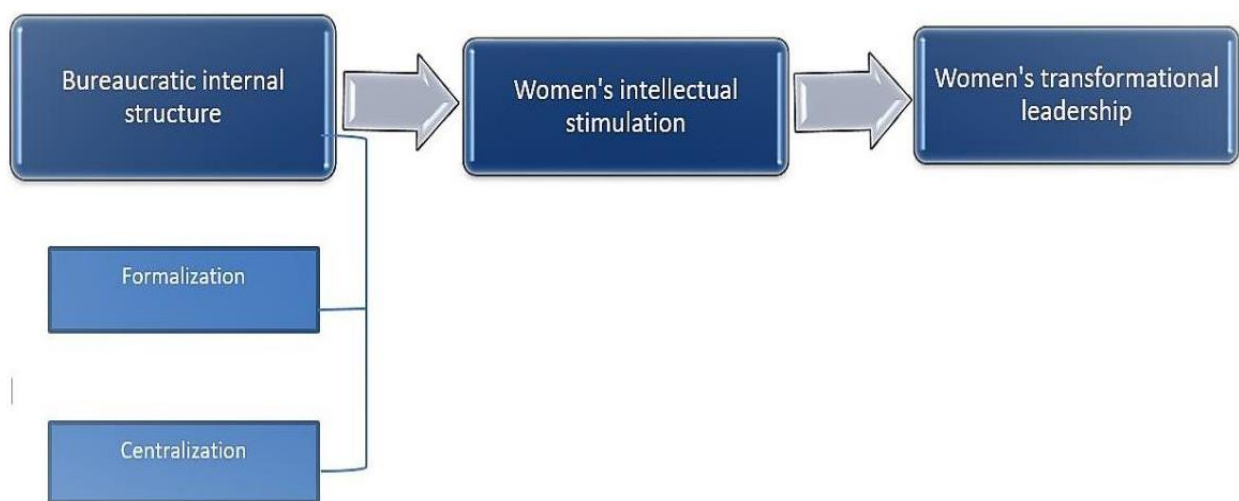 Bureaucratic internal
structure
Women's intellectual
stimulation
Women's transformational
leadership
Formalization
Centralization